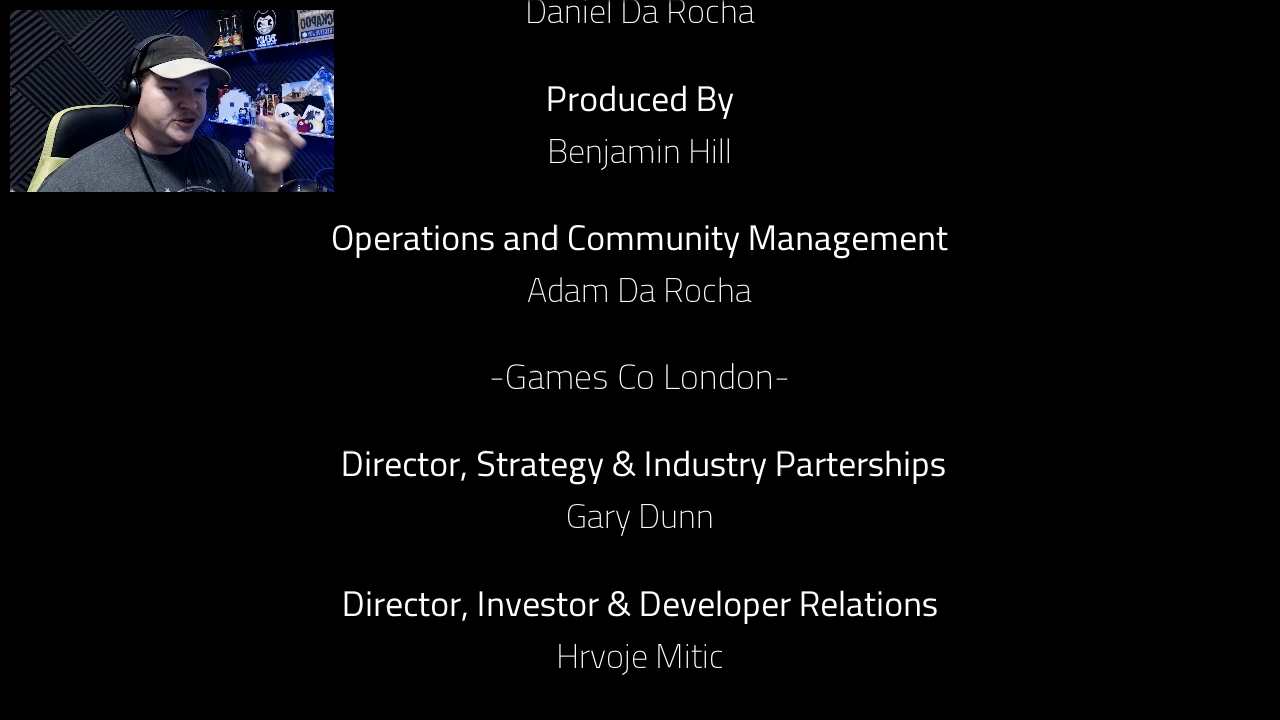 Daniel Da Rocha
Produced By
Benjamin Hill
Operations and Community Management
Adam Da Rocha
-Games Co London-
Director, Strategy & Industry Parterships
Gary Dunn
Director, Investor & Developer Relations
Hrvoje Mitic